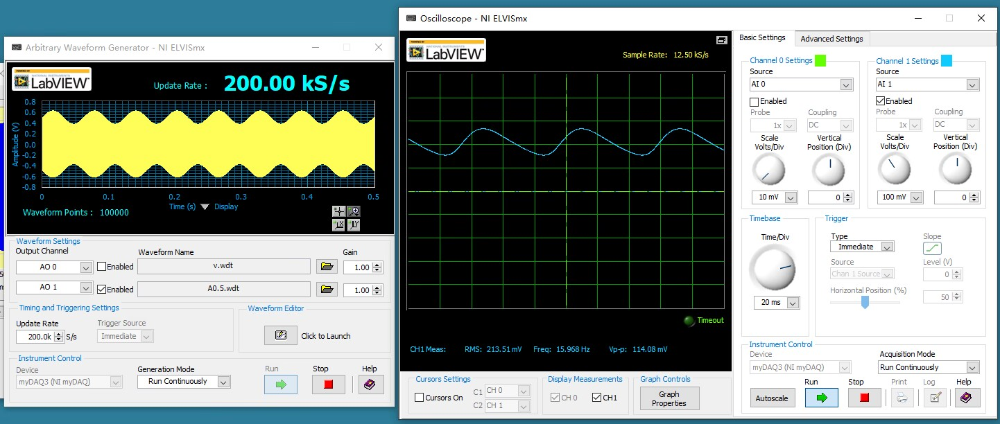 Arbitrary Waveform Generator - NI ELVISmx
LabVIEW
Update Rate :
200.00 kS/s
Amplitude (V)
0.8
0.6
0.4
0.2
0.0
-0.2
-0.4
-0.6
-0.8
0
0.1
0.2
0.3
0.4
0.5
Time (s)
Display
Waveform Points : 100000
Waveform Settings
Output Channel
Waveform Name
Gain
AO 0
Enabled
v.wdt
1.00
AO 1
Enabled
A0.5.wdt
1.00
Timing and Triggering Settings
Update Rate
200.0k
S/s
Trigger Source
Immediate
Waveform Editor
Click to Launch
Instrument Control
Device
myDAQ3 (NI myDAQ)
Generation Mode
Run Continuously
Run
Stop
Help
Oscilloscope - NI ELVISmx
LabVIEW
Sample Rate: 12.50 kS/s
Timeout
CH1 Meas:
RMS: 213.51 mV
Freq: 15.968 Hz
Vp-p: 114.08 mV
Cursors Settings
Cursors On
C1
CH 0
C2
CH 1
Display Measurements
CH 0
CH1
Graph Controls
Graph
Properties
Basic Settings
Advanced Settings
Channel 0 Settings
Source
AI 0
Enabled
Probe
1x
Coupling
DC
Scale
Volts/Div
Vertical
Position (Div)
10 mV
0
Channel 1 Settings
Source
AI 1
Enabled
Probe
1x
Coupling
DC
Scale
Volts/Div
Vertical
Position (Div)
100 mV
0
Timebase
Time/Div
20 ms
Trigger
Type
Immediate
Slope
Source
Chan 1 Source
Level (V)
0
Horizontal Position (%)
50
Instrument Control
Device
myDAQ3 (NI myDAQ)
Acquisition Mode
Run Continuously
Run
Stop
Print
Log
Help
Autoscale